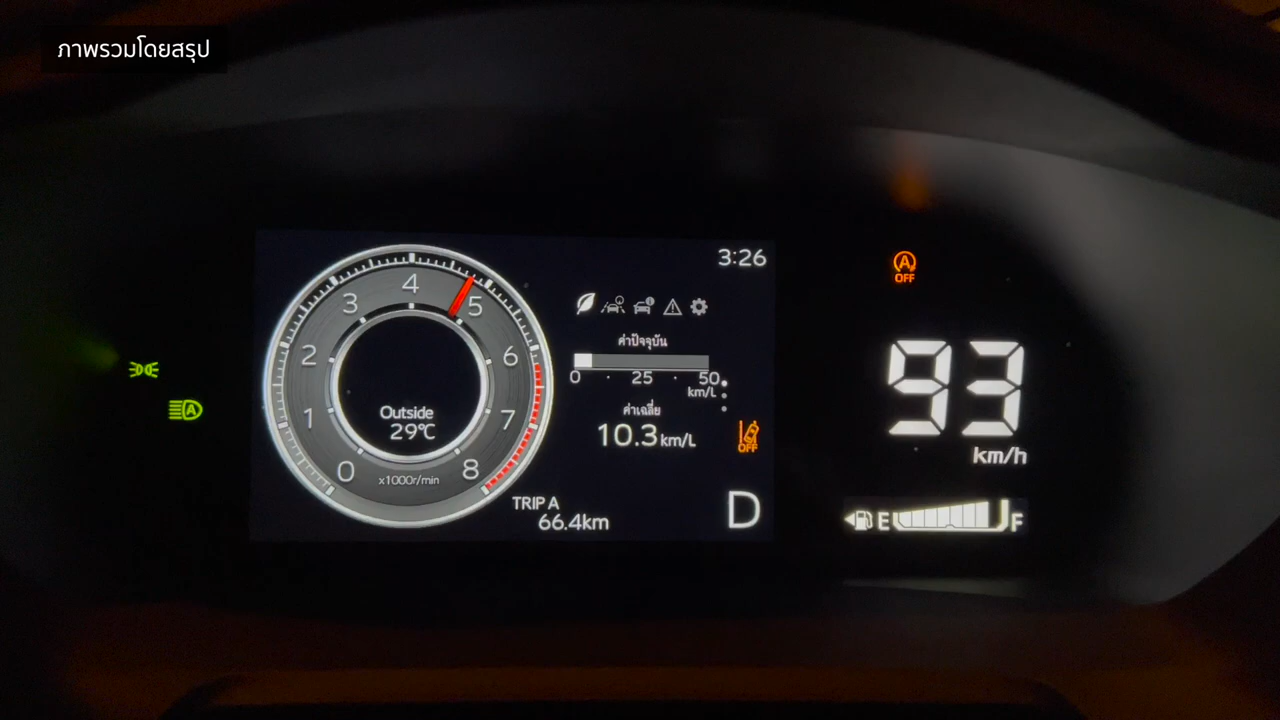 ภาพรวมโดยสรุป
3:26
4
3
5
2
6
1
7
0
8
x1000r/min
Outside
29℃
ค่าปัจจุบัน
0 · 25 · 50
km/L
ค่าเฉลี่ย
10.3km/L
OFF
TRIP A
66.4km
D
A
OFF
93
km/h
E
F
A